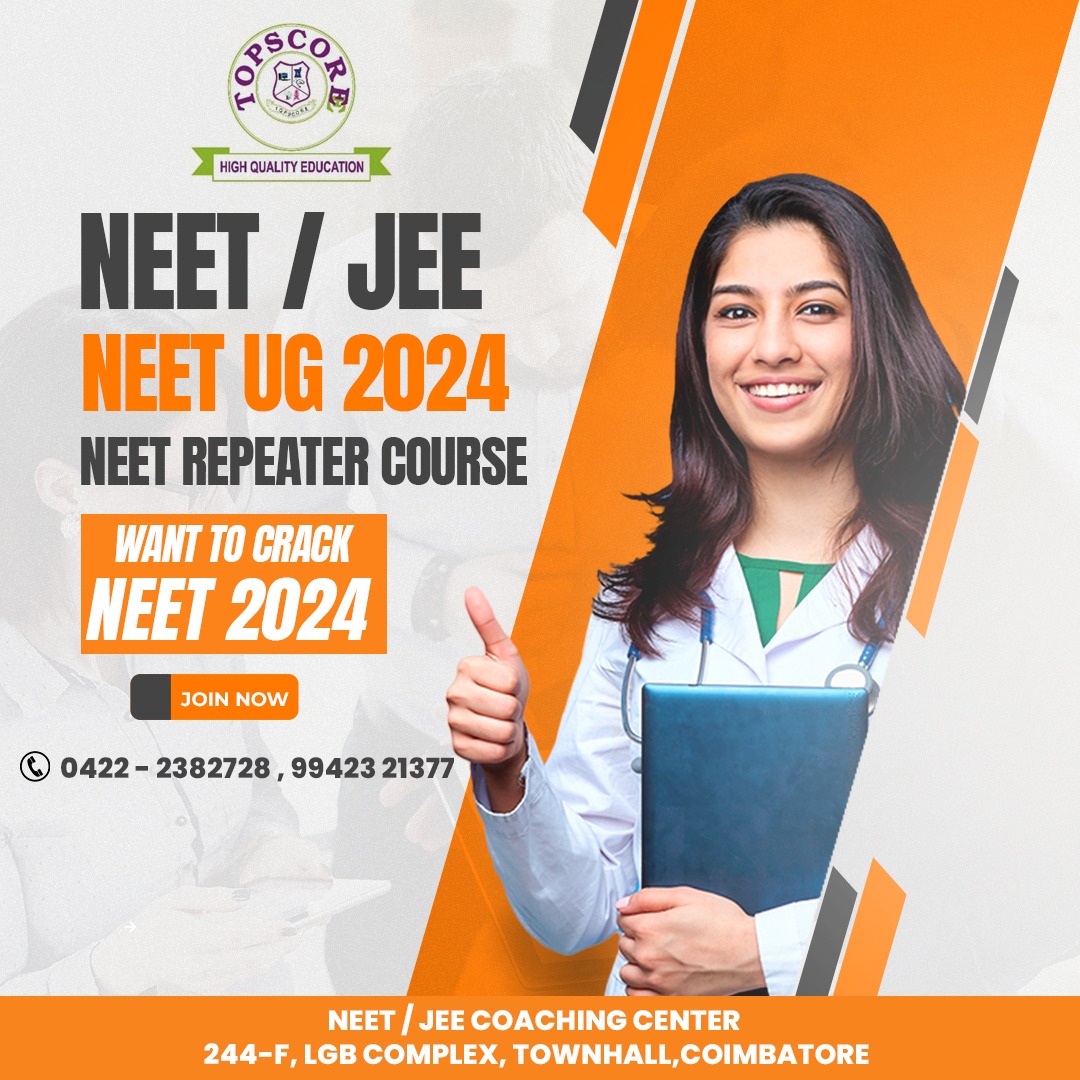 TOPSCORE
TOPSCORE
HIGH QUALITY EDUCATION
NEET / JEE
NEET UG 2024
NEET REPEATER COURSE
WANT TO CRACK
NEET 2024
JOIN NOW
0422 - 2382728 , 99423 21377
NEET / JEE COACHING CENTER
244-F, LGB COMPLEX, TOWNHALL,COIMBATORE